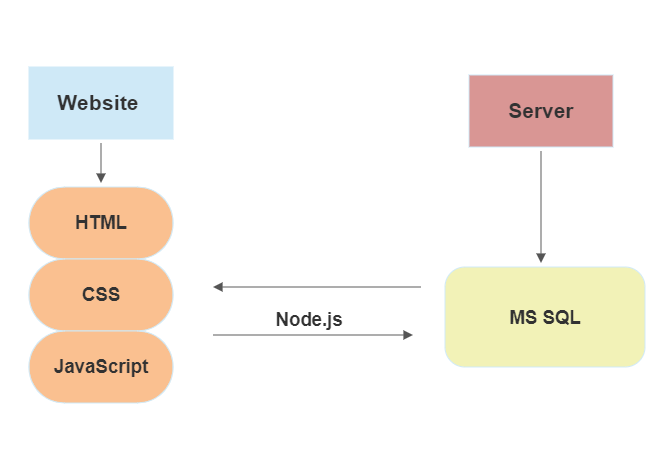 Website
Server
HTML
CSS
JavaScript
Node.js
MS SQL